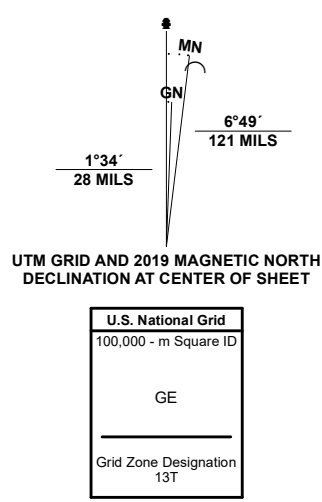 MN
GN
6°49´
121 MILS
1°34´
28 MILS
UTM GRID AND 2019 MAGNETIC NORTH
DECLINATION AT CENTER OF SHEET
U.S. National Grid
100,000 - m Square ID
GE
Grid Zone Designation
13T